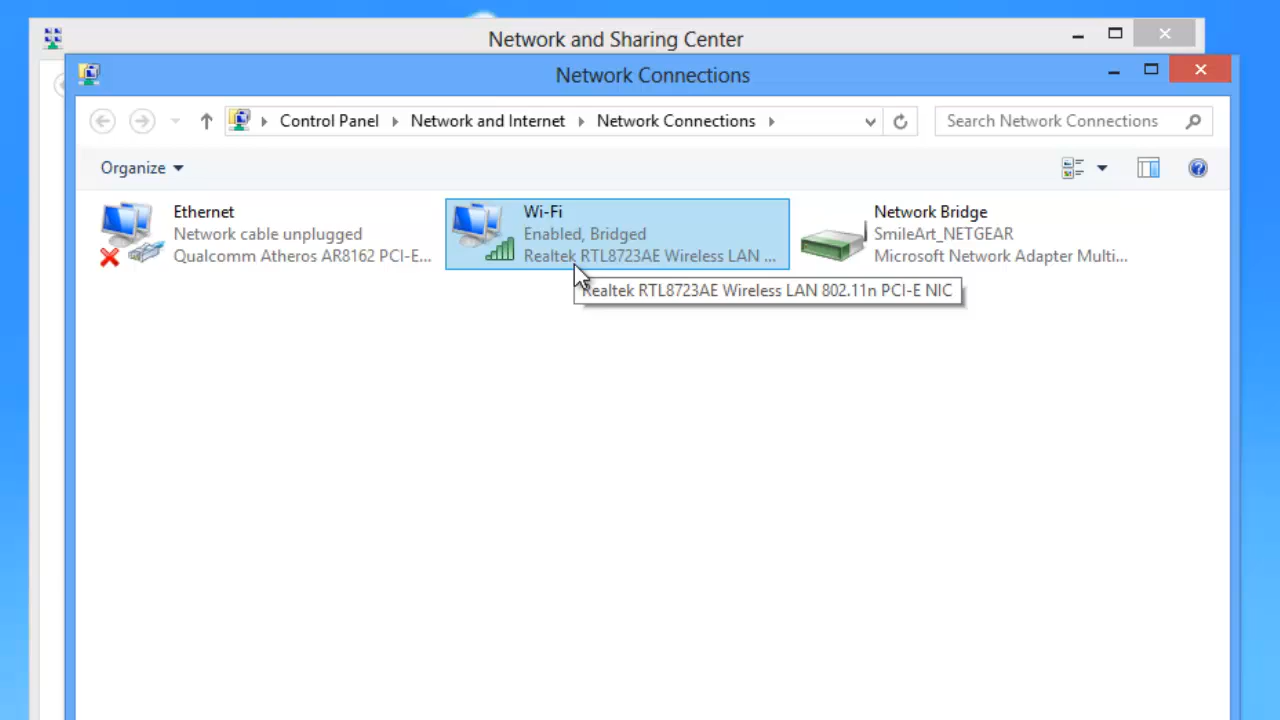 Network and Sharing Center
Network Connections
Control Panel Network and Internet Network Connections
Search Network Connections
Organize
Ethernet
Network cable unplugged
Qualcomm Atheros AR8162 PCI-E...
Wi-Fi
Enabled, Bridged
Realtek RTL8723AE Wireless LAN ...
Network Bridge
SmileArt_NETGEAR
Microsoft Network Adapter Multi...
Realtek RTL8723AE Wireless LAN 802.11n PCI-E NIC